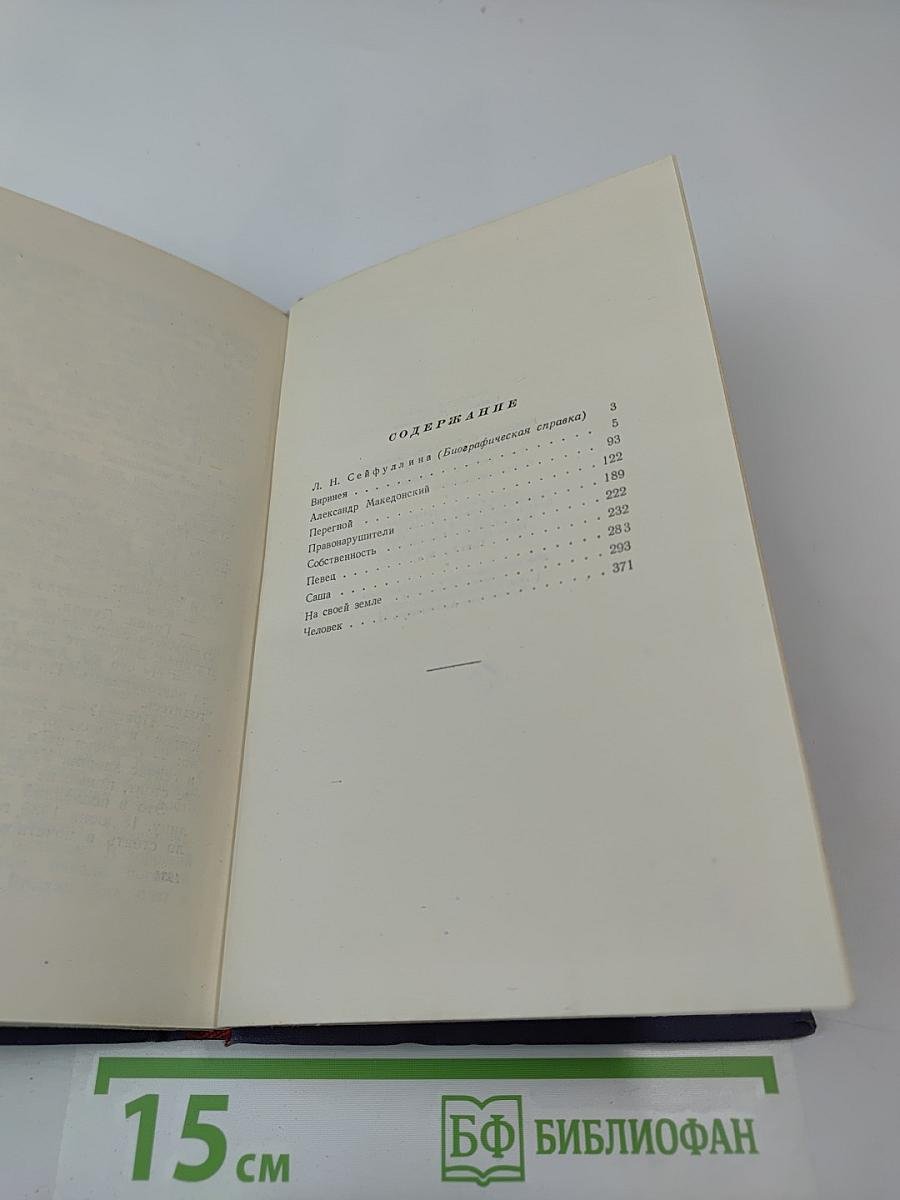 СОДЕРЖАНИЕ
Л. Н. Сейфуллина (Биографическая справка) 3
Виринея . . . . . . . . . . . . . . . . 5
Александр Македонский . . . . . . . . 93
Перегной . . . . . . . . . . . . . . . 122
Правонарушители . . . . . . . . . . . 189
Собственность . . . . . . . . . . . . 222
Певец . . . . . . . . . . . . . . . . 232
Саша . . . . . . . . . . . . . . . . . 283
На своей земле . . . . . . . . . . . . 293
Человек . . . . . . . . . . . . . . . 371
15 см
БФ БИБЛИОФАН